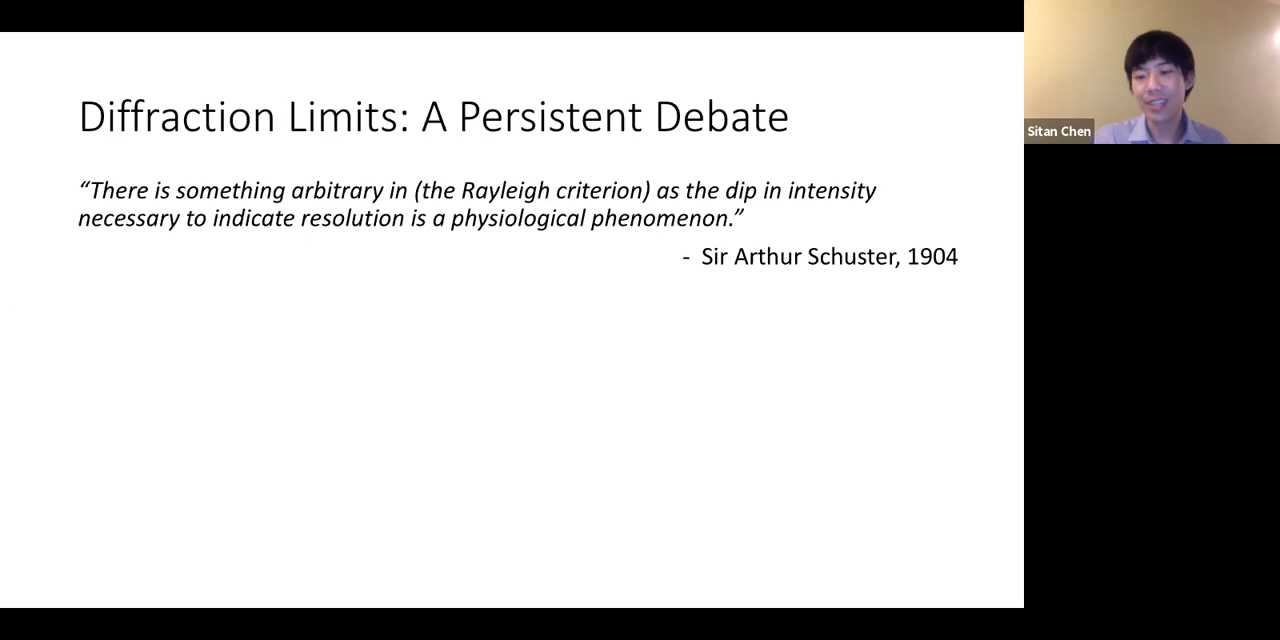 Diffraction Limits: A Persistent Debate
“There is something arbitrary in (the Rayleigh criterion) as the dip in intensity
necessary to indicate resolution is a physiological phenomenon.”
- Sir Arthur Schuster, 1904
Sitan Chen